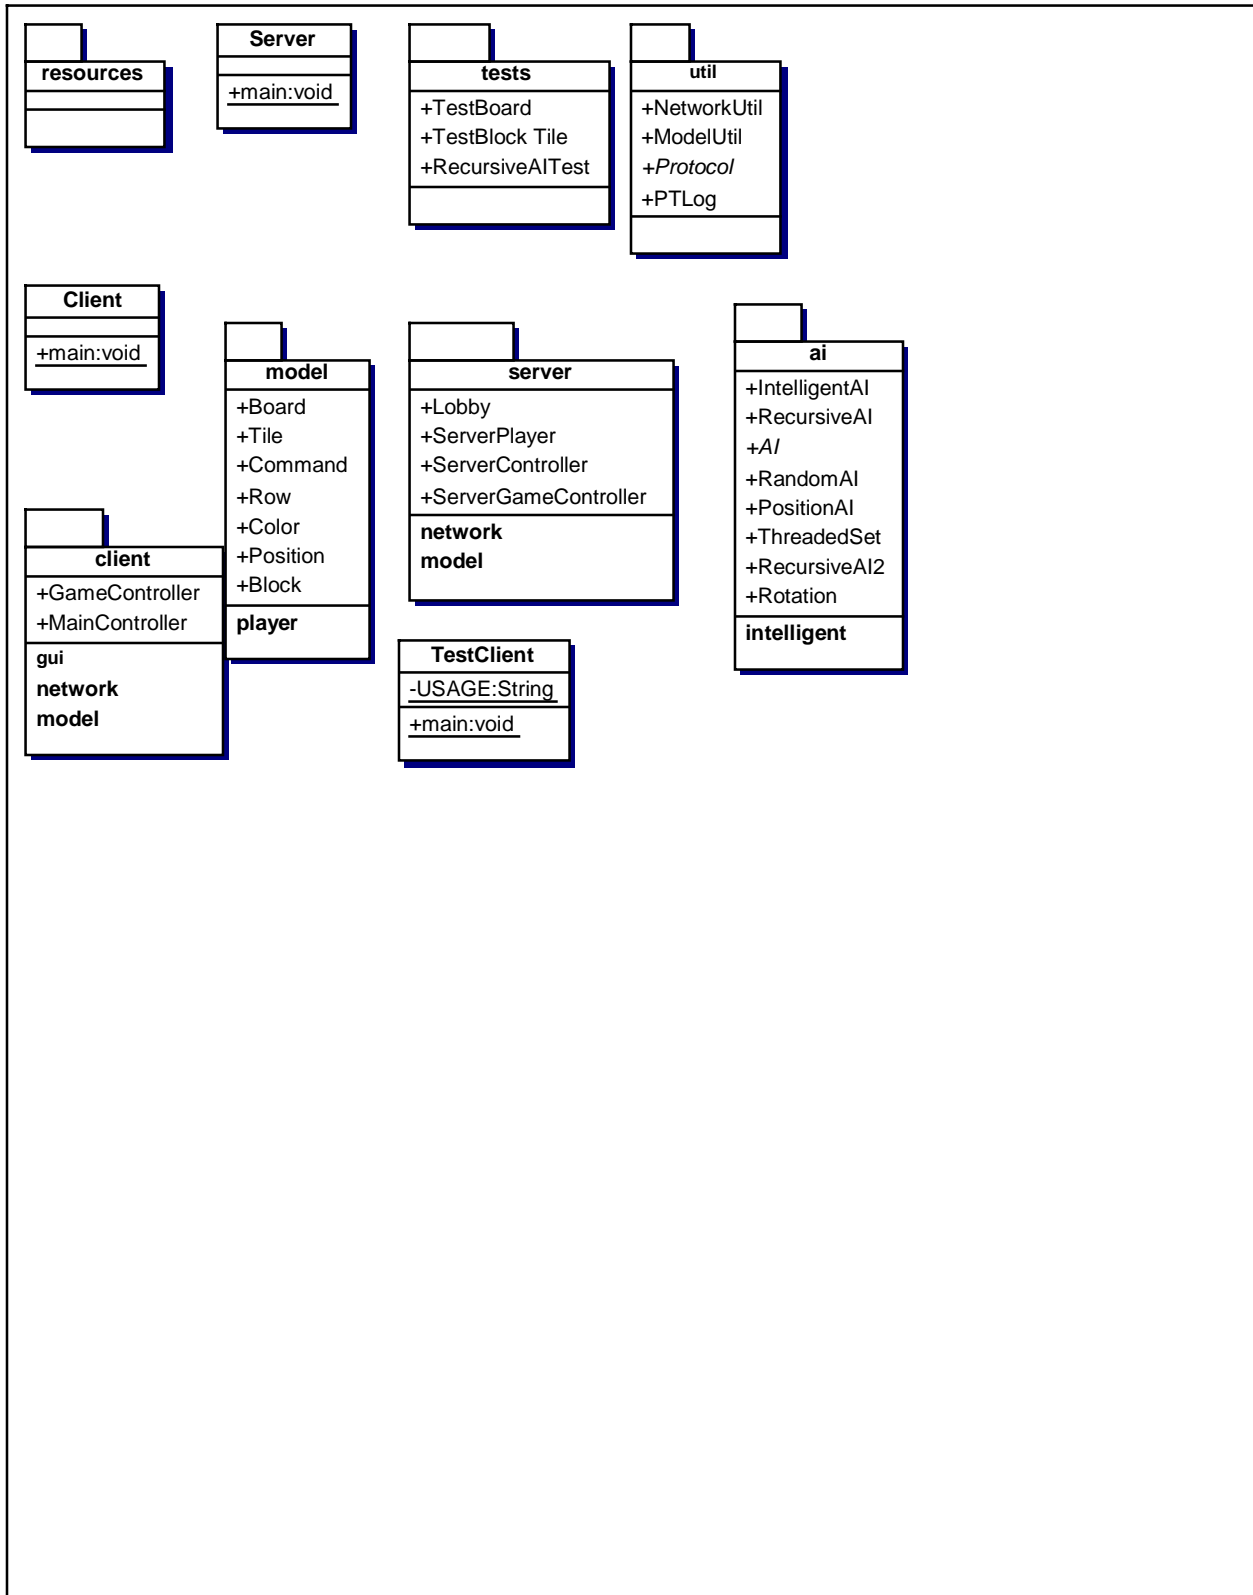 resources
Server
+main:void
tests
+TestBoard
+TestBlock Tile
+RecursiveAITest
util
+NetworkUtil
+ModelUtil
+Protocol
+PTLog
Client
+main:void
model
+Board
+Tile
+Command
+Row
+Color
+Position
+Block
player
server
+Lobby
+ServerPlayer
+ServerController
+ServerGameController
network
model
ai
+IntelligentAI
+RecursiveAI
+AI
+RandomAI
+PositionAI
+ThreadedSet
+RecursiveAI2
+Rotation
intelligent
client
+GameController
+MainController
gui
network
model
TestClient
-USAGE:String
+main:void